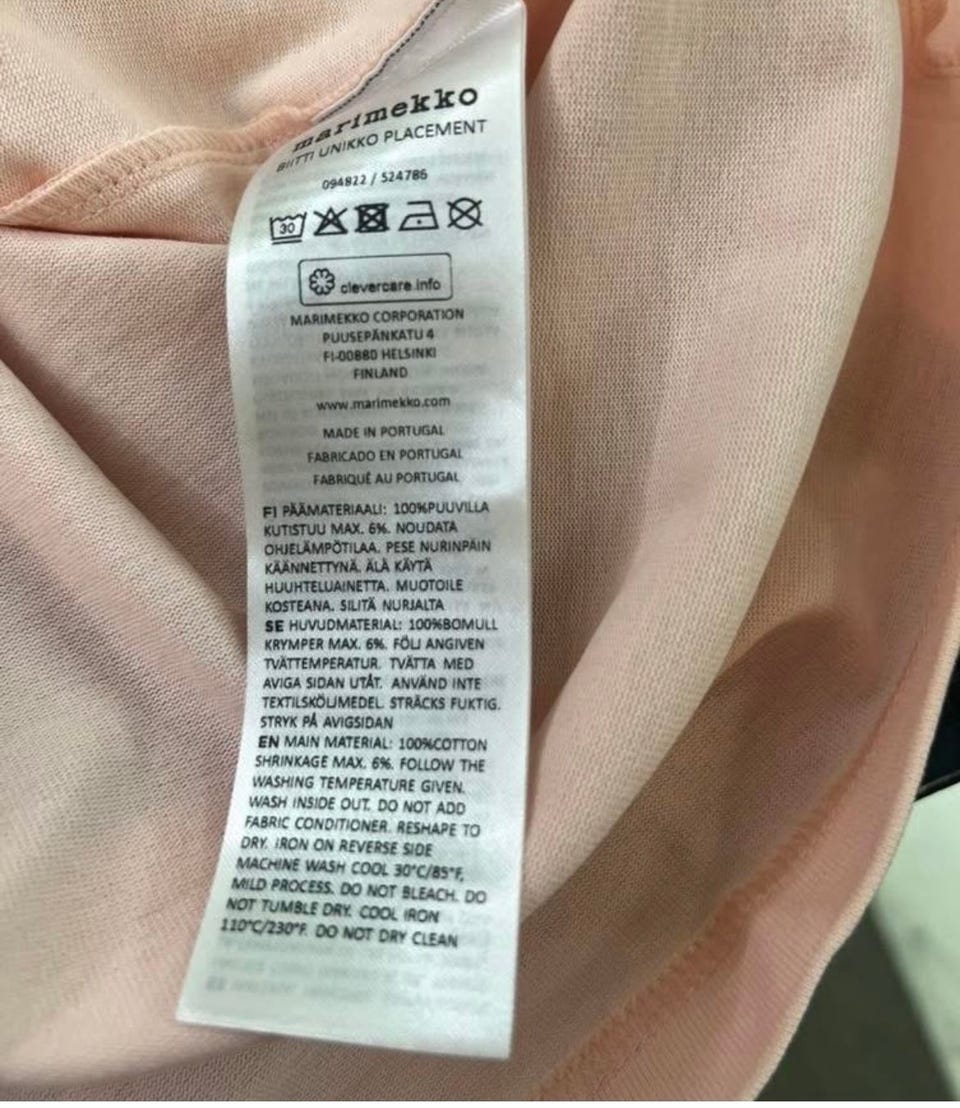 marimekko
BIITTI UNIKKO PLACEMENT
094822 / 524786
30
clevercare.info
MARIMEKKO CORPORATION
PUUSEPÄNKATU 4
FI-00880 HELSINKI
FINLAND
www.marimekko.com
MADE IN PORTUGAL
FABRICADO EN PORTUGAL
FABRIQUÉ AU PORTUGAL
FI PÄÄMATERIAALI: 100%PUUVILLA
KUTISTUU MAX. 6%. NOUDATA
OHJELÄMPÖTILAA. PESE NURINPÄIN
KÄÄNNETTYNÄ. ÄLÄ KÄYTÄ
HUUHTELUAINETTA. MUOTOILE
KOSTEANA. SILITÄ NURJALTA
SE HUVUDMATERIAL: 100%BOMULL
KRYMPER MAX. 6%. FÖLJ ANGIVEN
TVÄTTEMPERATUR. TVÄTTA MED
AVIGA SIDAN UTÅT. ANVÄND INTE
TEXTILSKÖLJMEDEL. STRÄCKS FUKTIG.
STRYK PÅ AVIGSIDAN
EN MAIN MATERIAL: 100%COTTON
SHRINKAGE MAX. 6%. FOLLOW THE
WASHING TEMPERATURE GIVEN.
WASH INSIDE OUT. DO NOT ADD
FABRIC CONDITIONER. RESHAPE TO
DRY. IRON ON REVERSE SIDE
MACHINE WASH COOL 30°C/85°F,
MILD PROCESS. DO NOT BLEACH. DO
NOT TUMBLE DRY. COOL IRON
110°C/230°F. DO NOT DRY CLEAN